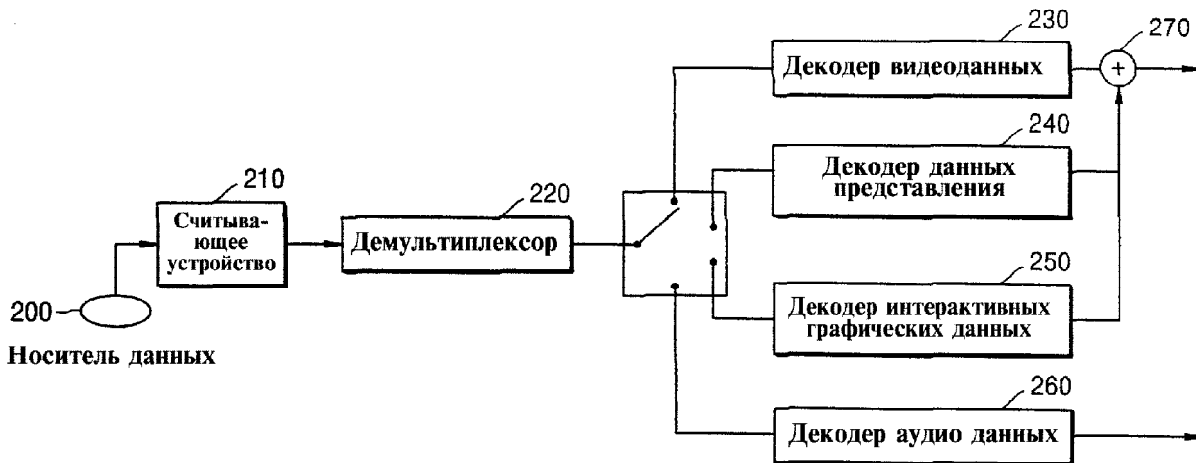 230
270
Декодер видеоданных
+
240
Декодер данных
представления
210
220
Считыва-
ющее
устройство
Демультиплексор
250
200
Декодер интерактивных
графических данных
Носитель данных
260
Декодер аудио данных